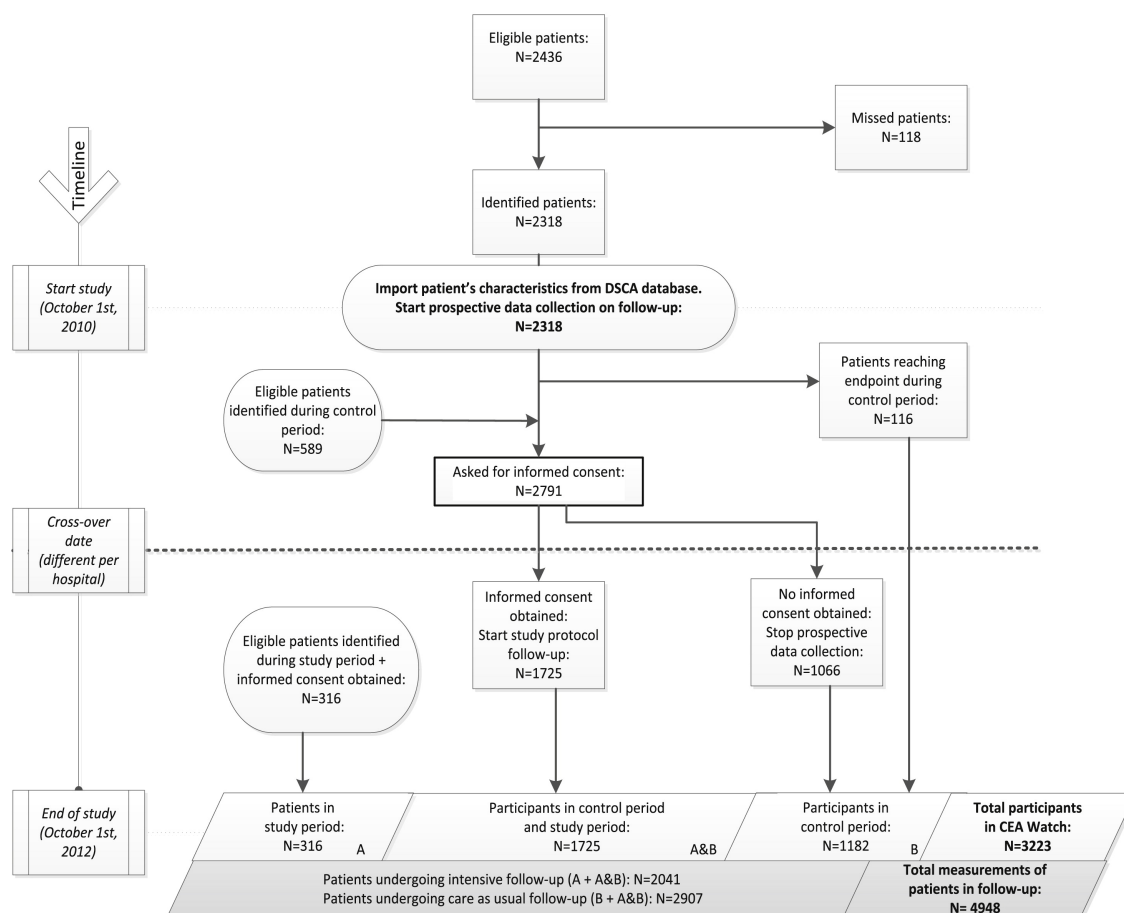 Eligible patients:
N=2436
Missed patients:
N=118
Timeline
Identified patients:
N=2318
Start study
(October 1st,
2010)
Import patient's characteristics from DSCA database.
Start prospective data collection on follow-up:
N=2318
Eligible patients
identified during control
period:
N=589
Patients reaching
endpoint during
control period:
N=116
Asked for informed consent:
N=2791
Cross-over
date
(different per
hospital)
Informed consent
obtained:
Start study protocol
follow-up:
N=1725
No informed
consent obtained:
Stop prospective
data collection:
N=1066
Eligible patients identified
during study period +
informed consent obtained:
N=316
End of study
(October 1st,
2012)
Patients in
study period:
N=316
A
Participants in control period
and study period:
N=1725
A&B
Participants in
control period:
N=1182
B
Total participants
in CEA Watch:
N=3223
Patients undergoing intensive follow-up (A + A&B): N=2041
Patients undergoing care as usual follow-up (B + A&B): N=2907
Total measurements of
patients in follow-up:
N= 4948